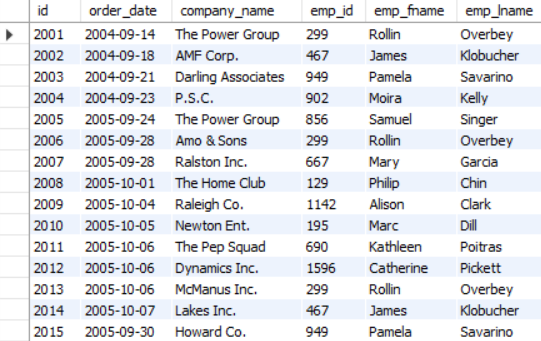 id order_date company_name emp_id emp_fname emp_lname
2001 2004-09-14 The Power Group 299 Rollin Overbey
2002 2004-09-18 AMF Corp. 467 James Klobucher
2003 2004-09-21 Darling Associates 949 Pamela Savarino
2004 2004-09-23 P.S.C. 902 Moira Kelly
2005 2005-09-24 The Power Group 856 Samuel Singer
2006 2005-09-28 Amo & Sons 299 Rollin Overbey
2007 2005-09-28 Ralston Inc. 667 Mary Garcia
2008 2005-10-01 The Home Club 129 Philip Chin
2009 2005-10-04 Raleigh Co. 1142 Alison Clark
2010 2005-10-05 Newton Ent. 195 Marc Dill
2011 2005-10-06 The Pep Squad 690 Kathleen Poitras
2012 2005-10-06 Dynamics Inc. 1596 Catherine Pickett
2013 2005-10-06 McManus Inc. 299 Rollin Overbey
2014 2005-10-07 Lakes Inc. 467 James Klobucher
2015 2005-09-30 Howard Co. 949 Pamela Savarino